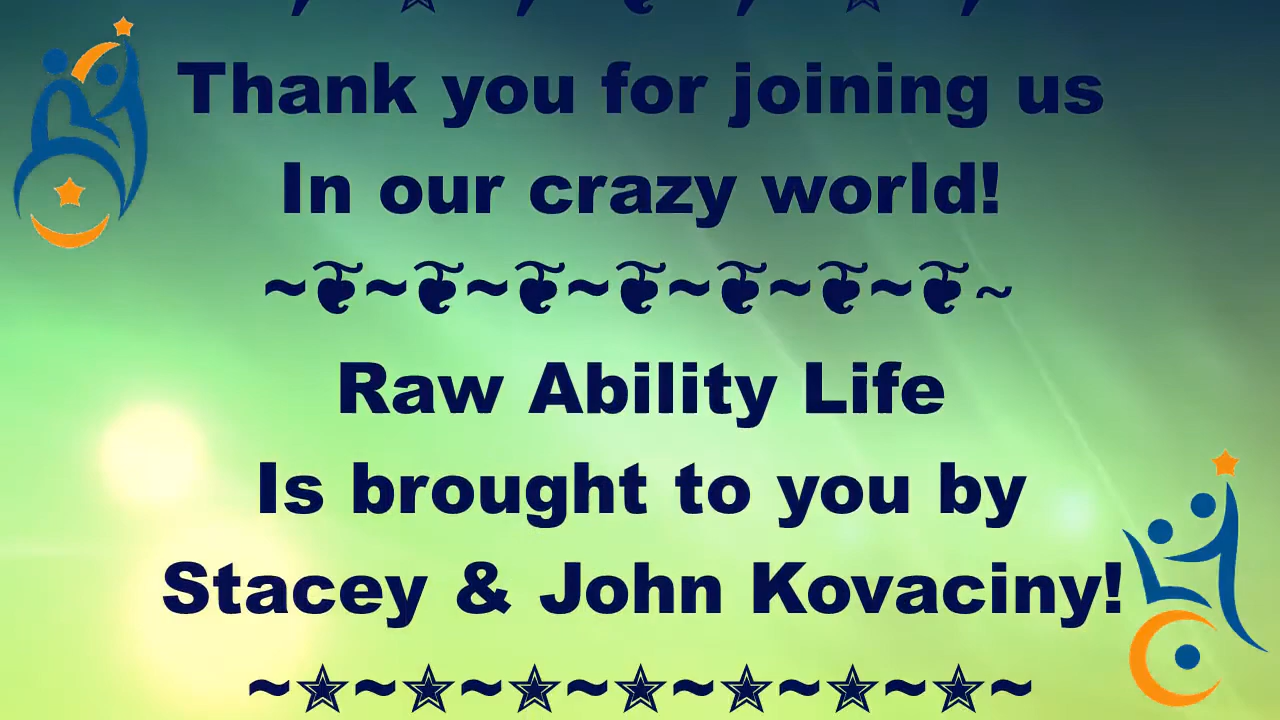 Thank you for joining us
In our crazy world!
~❦~❦~❦~❦~❦~❦~❦~
Raw Ability Life
Is brought to you by
Stacey & John Kovaciny!
~✯~✯~✯~✯~✯~✯~✯~